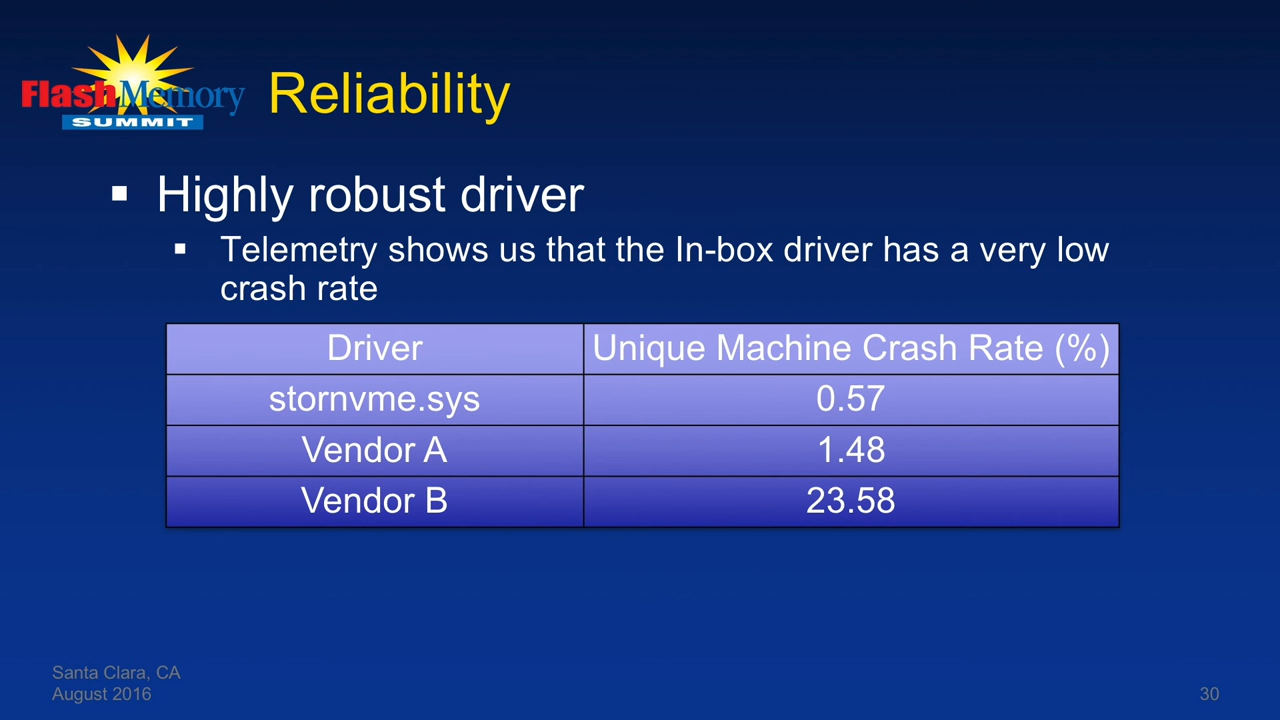 FlashMemory
SUMMIT
Reliability
▪ Highly robust driver
▪ Telemetry shows us that the In-box driver has a very low
crash rate
Driver Unique Machine Crash Rate (%)
stornvme.sys 0.57
Vendor A 1.48
Vendor B 23.58
Santa Clara, CA
August 2016
30